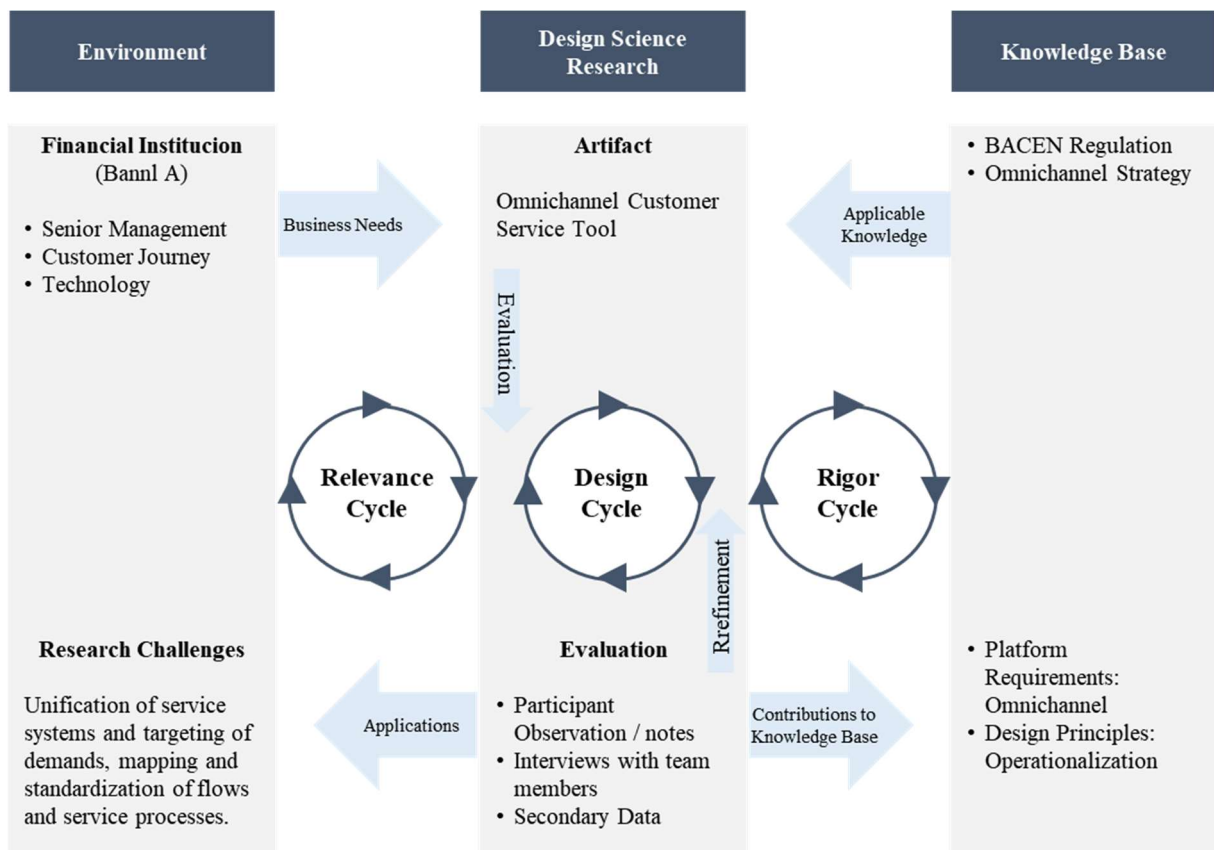 Environment
Design Science
Research
Knowledge Base
Financial Institucion
(Bannl A)
• Senior Management
• Customer Journey
• Technology
Business Needs
Artifact
Omnichannel Customer
Service Tool
Applicable
Knowledge
• BACEN Regulation
• Omnichannel Strategy
Evaluation
Relevance
Cycle
Design
Cycle
Rigor
Cycle
Rrefinement
Research Challenges
Unification of service
systems and targeting of
demands, mapping and
standardization of flows
and service processes.
Applications
Evaluation
• Participant
Observation / notes
• Interviews with team
members
• Secondary Data
Contributions to
Knowledge Base
• Platform
Requirements:
Omnichannel
• Design Principles:
Operationalization